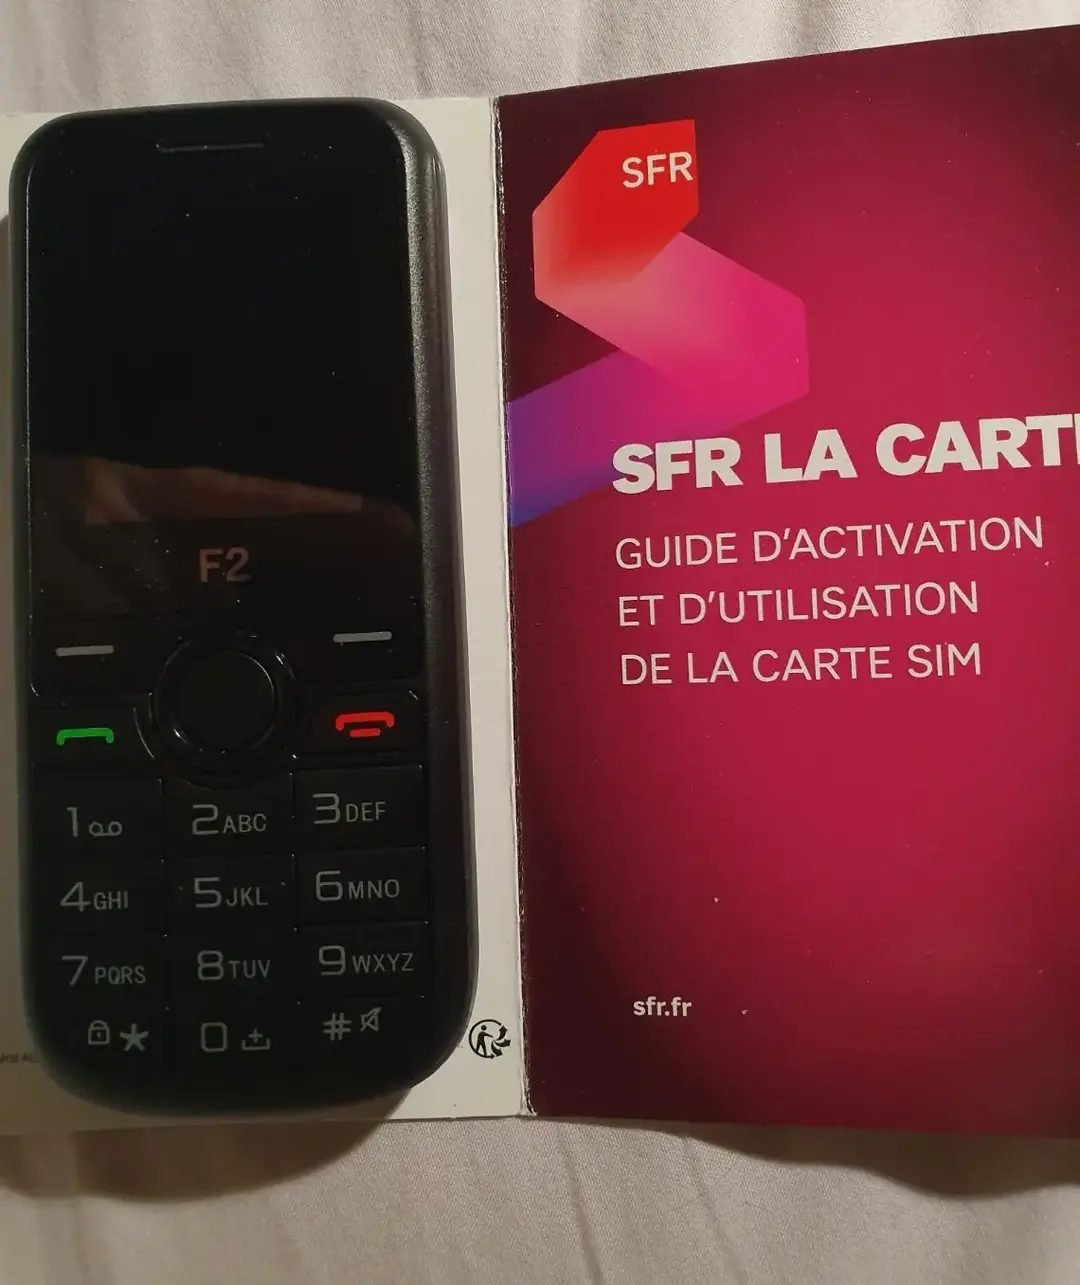 F2
1
2ABC
3DEF
4GHI
5JKL
6MNO
7PQRS
8TUV
9WXYZ
*
0
#
SFR
SFR LA CARTE
GUIDE D'ACTIVATION
ET D'UTILISATION
DE LA CARTE SIM
sfr.fr